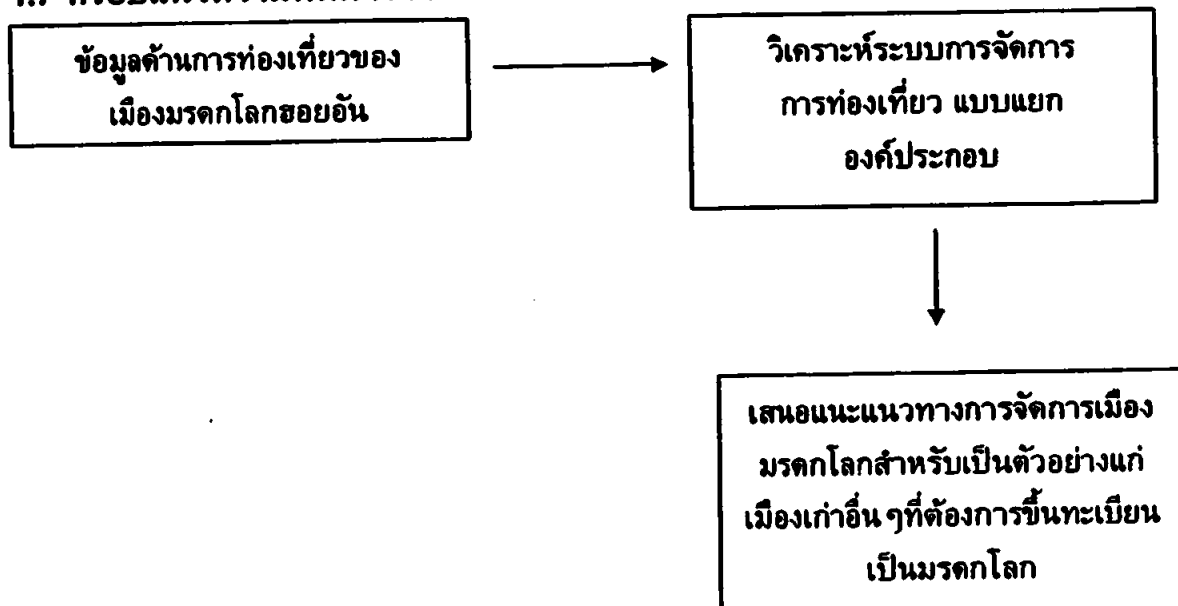 ข้อมูลด้านการท่องเที่ยวของ
เมืองมรดกโลกฮอยอัน
วิเคราะห์ระบบการจัดการ
การท่องเที่ยว แบบแยก
องค์ประกอบ
เสนอแนะแนวทางการจัดการเมือง
มรดกโลกสำหรับเป็นตัวอย่างแก่
เมืองเก่าอื่น ๆที่ต้องการขึ้นทะเบียน
เป็นมรดกโลก